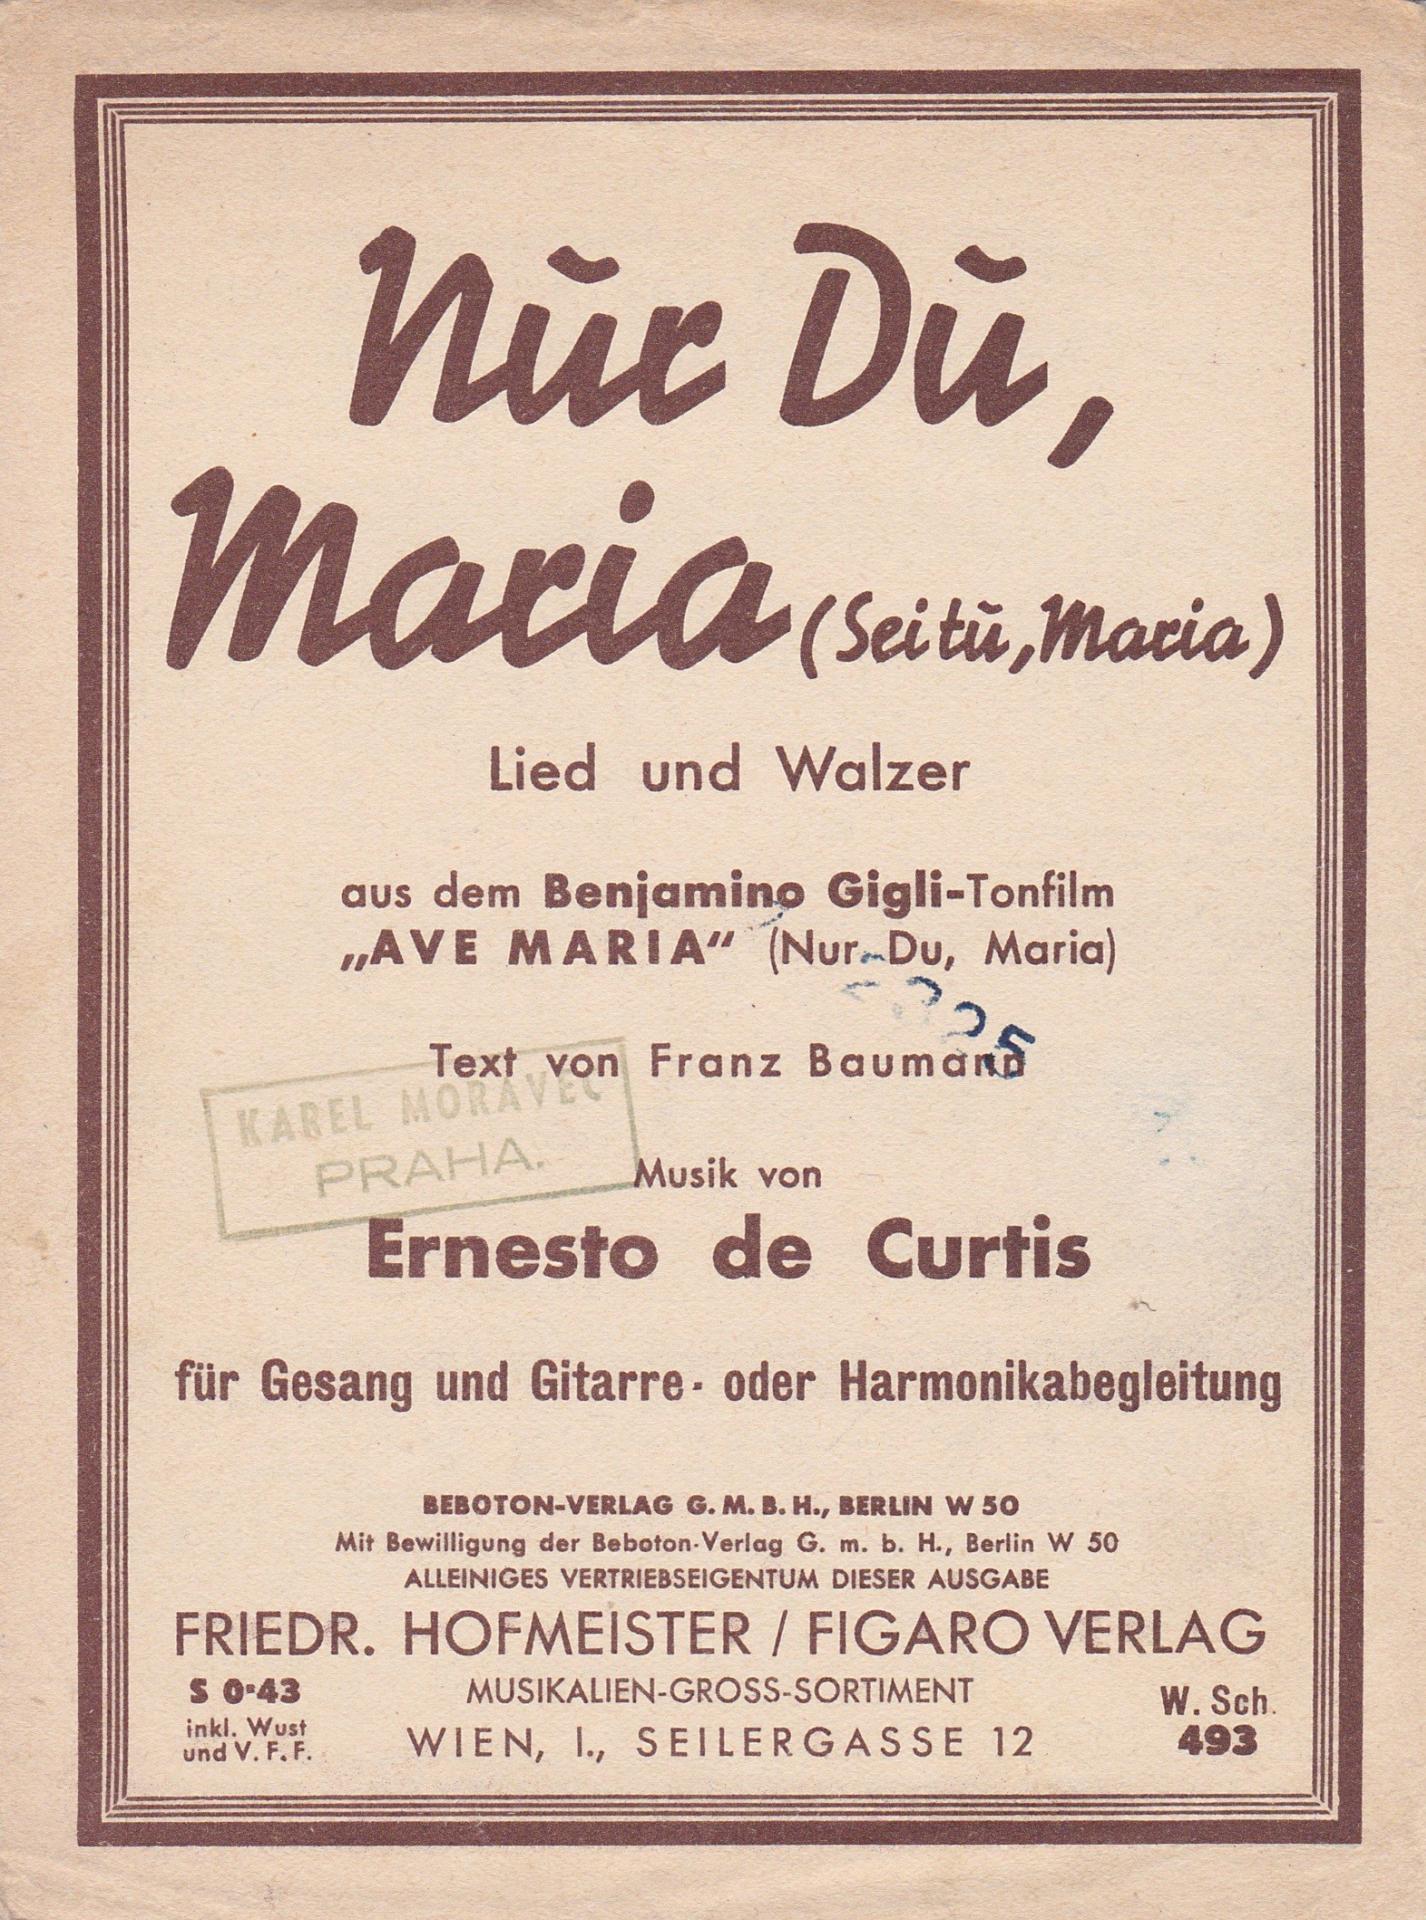 Nur Du,
Maria (Sei tu, Maria)
Lied und Walzer
aus dem Benjamino Gigli-Tonfilm
„AVE MARIA“ (Nur Du, Maria)
Text von Franz Baumann
KAREL MORAVEC
PRAHA.
Musik von
Ernesto de Curtis
für Gesang und Gitarre- oder Harmonikabegleitung
BEBOTON-VERLAG G. M. B. H., BERLIN W 50
Mit Bewilligung der Beboton-Verlag G. m. b. H., Berlin W 50
ALLEINIGES VERTRIEBSEIGENTUM DIESER AUSGABE
FRIEDR. HOFMEISTER / FIGARO VERLAG
S 0·43
inkl. Wust
und V. F. F.
MUSIKALIEN-GROSS-SORTIMENT
WIEN, I., SEILERGASSE 12
W. Sch.
493